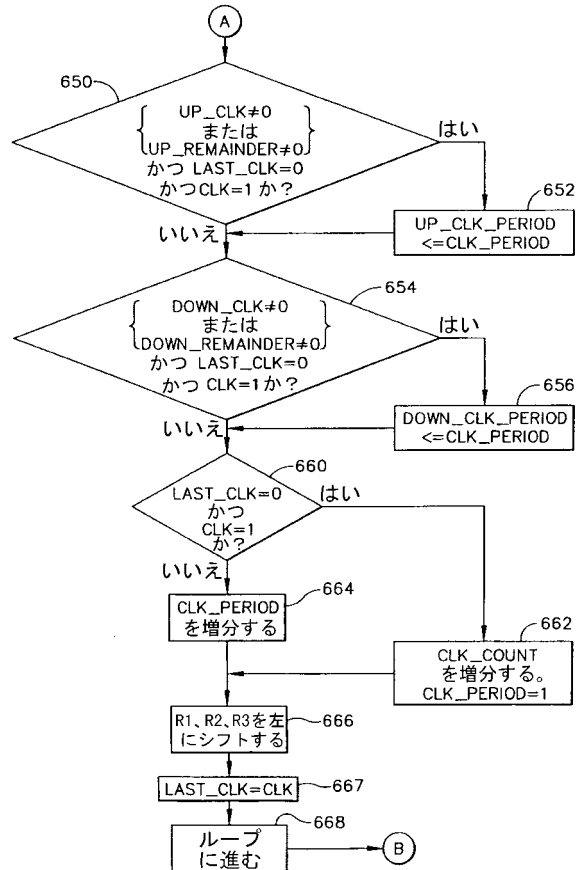 A
650
UP_CLK≠0
または
UP_REMAINDER≠0
かつ LAST_CLK=0
かつCLK=1 か?
はい
652
UP_CLK_PERIOD
<=CLK_PERIOD
いいえ
654
DOWN_CLK≠0
または
DOWN_REMAINDER≠0
かつ LAST_CLK=0
かつ CLK=1か?
はい
656
DOWN_CLK_PERIOD
<=CLK_PERIOD
いいえ
660
LAST_CLK=0
かつ
CLK=1
か?
はい
いいえ
664
CLK_PERIOD
を増分する
662
CLK_COUNT
を増分する。
CLK_PERIOD=1
R1、R2、R3を左
にシフトする
666
LAST_CLK=CLK
667
668
ループ
に進む
B